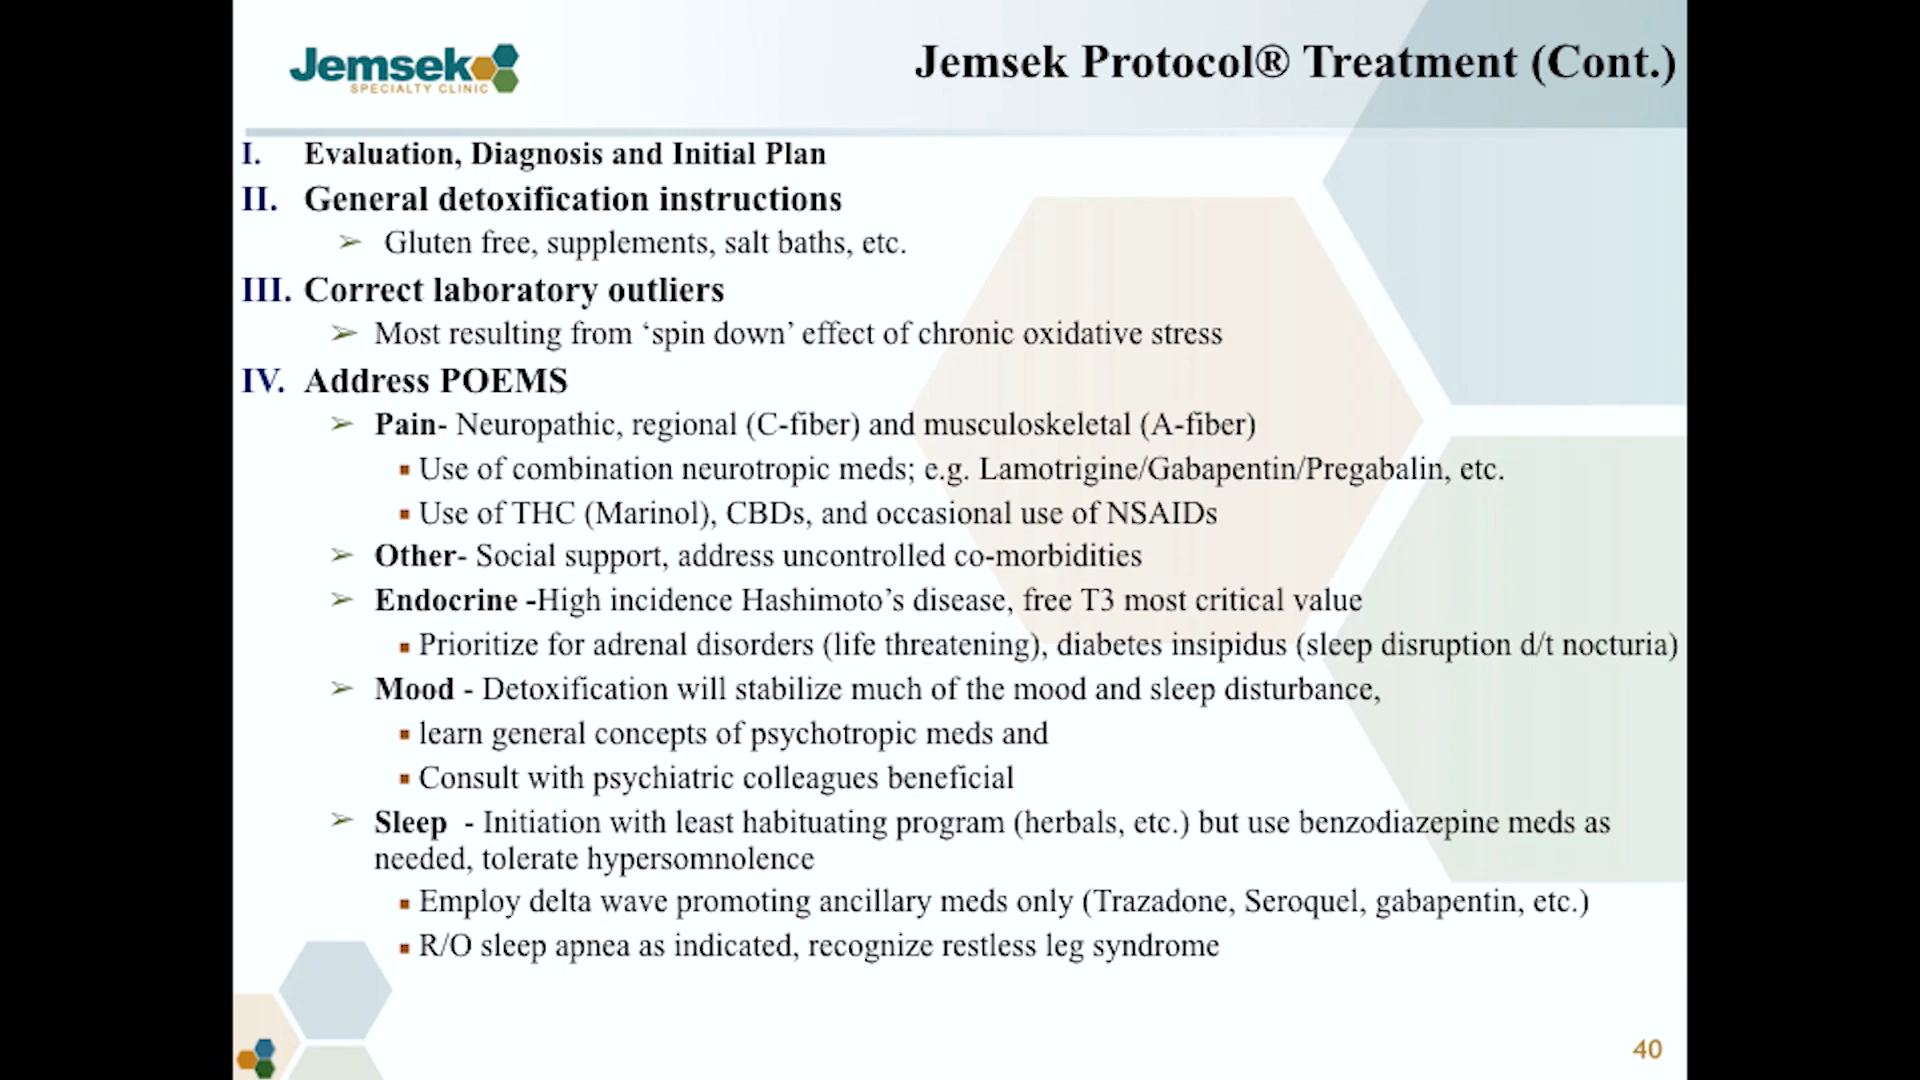 Jemsek
SPECIALTY CLINIC
Jemsek Protocol® Treatment (Cont.)
I. Evaluation, Diagnosis and Initial Plan
II. General detoxification instructions
➢ Gluten free, supplements, salt baths, etc.
III. Correct laboratory outliers
➢ Most resulting from ‘spin down’ effect of chronic oxidative stress
IV. Address POEMS
➢ Pain- Neuropathic, regional (C-fiber) and musculoskeletal (A-fiber)
▪ Use of combination neurotropic meds; e.g. Lamotrigine/Gabapentin/Pregabalin, etc.
▪ Use of THC (Marinol), CBDs, and occasional use of NSAIDs
➢ Other- Social support, address uncontrolled co-morbidities
➢ Endocrine -High incidence Hashimoto’s disease, free T3 most critical value
▪ Prioritize for adrenal disorders (life threatening), diabetes insipidus (sleep disruption d/t nocturia)
➢ Mood - Detoxification will stabilize much of the mood and sleep disturbance,
▪ learn general concepts of psychotropic meds and
▪ Consult with psychiatric colleagues beneficial
➢ Sleep - Initiation with least habituating program (herbals, etc.) but use benzodiazepine meds as
needed, tolerate hypersomnolence
▪ Employ delta wave promoting ancillary meds only (Trazadone, Seroquel, gabapentin, etc.)
▪ R/O sleep apnea as indicated, recognize restless leg syndrome
40